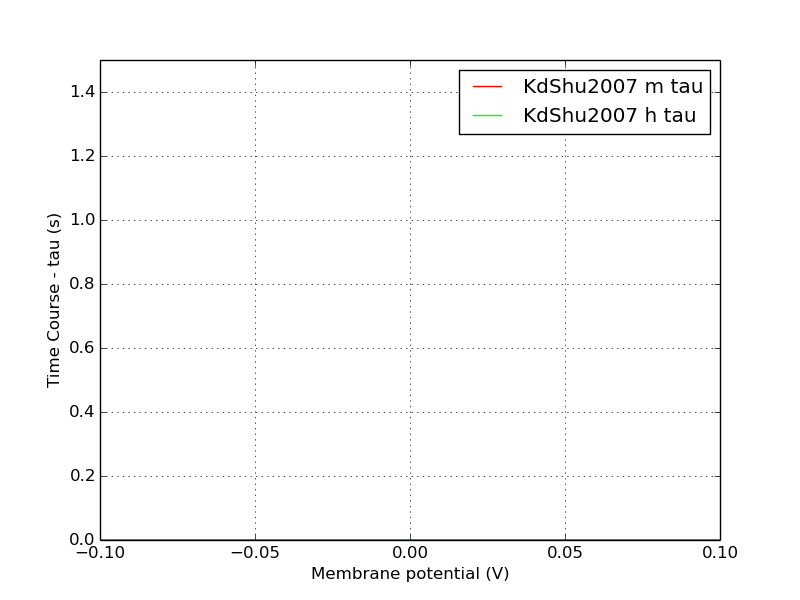 KdShu2007 m tau
KdShu2007 h tau
1.4
1.2
1.0
0.8
0.6
0.4
0.2
0.0
Time Course - tau (s)
−0.10 −0.05 0.00 0.05 0.10
Membrane potential (V)